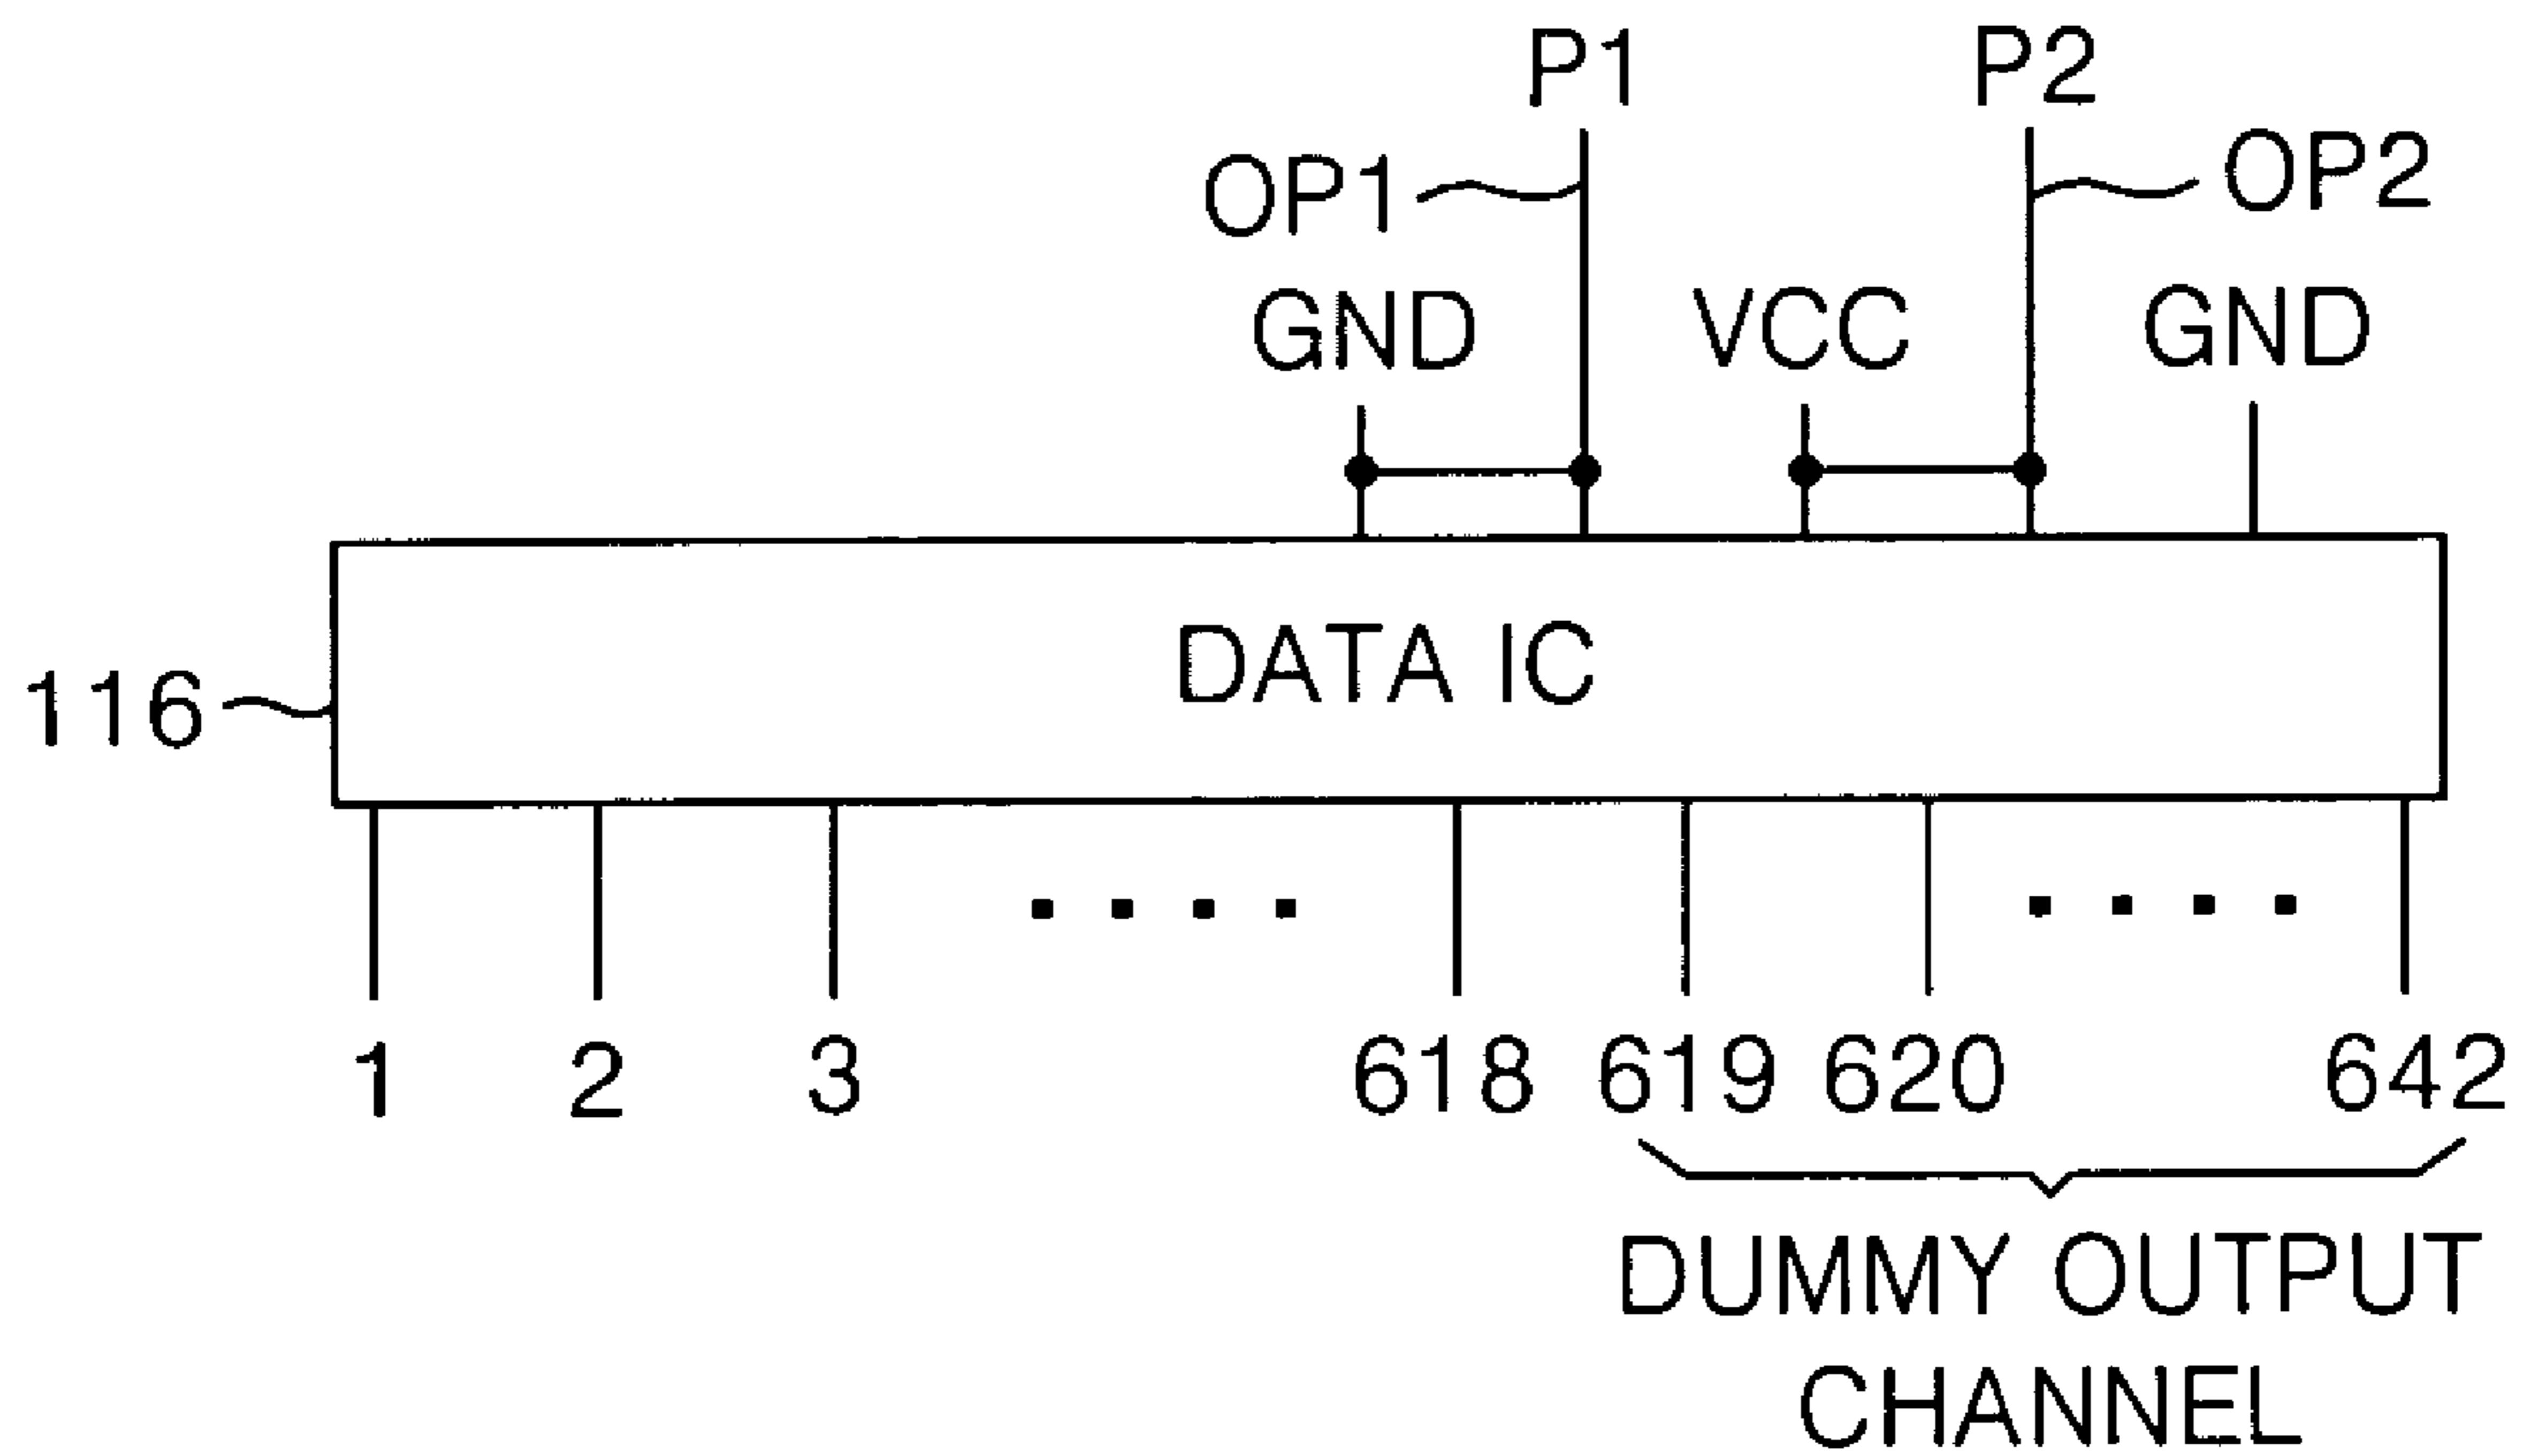 P1 P2
OP1 OP2
GND VCC GND
DATA IC
116
1 2 3 618 619 620 642
DUMMY OUTPUT
CHANNEL